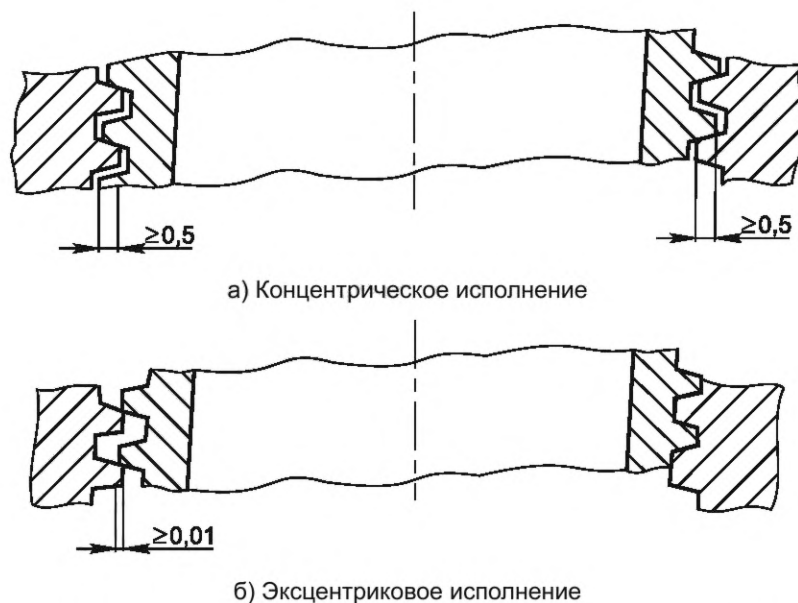 ≥0,5 ≥0,5
а) Концентрическое исполнение
≥0,01
б) Эксцентриковое исполнение